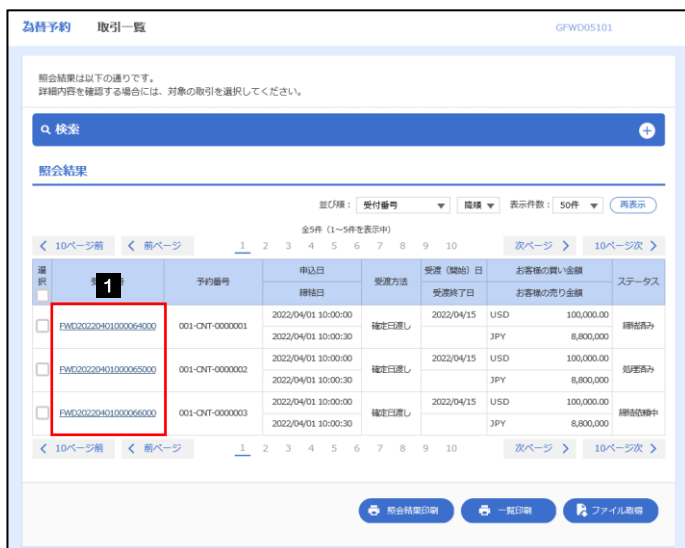 為替予約 取引一覧 GFWD05101
照会結果は以下の通りです。
詳細内容を確認する場合には、対象の取引を選択してください。
検索
照会結果
並び順： 受付番号 降順 表示件数： 50件 再表示
全5件（1～5件を表示中）
10ページ前 前ページ 1 2 3 4 5 6 7 8 9 10 次ページ 10ページ次
選択 1 予約番号 申込日 受渡方法 受渡（開始）日 お客様の買い金額 ステータス
締結日 受渡終了日 お客様の売り金額
FWD20220401000064000 001-CNT-0000001 2022/04/01 10:00:00 確定日渡し 2022/04/15 USD 100,000.00 締結済み
2022/04/01 10:00:30 JPY 8,800,000
FWD20220401000065000 001-CNT-0000002 2022/04/01 10:00:00 確定日渡し 2022/04/15 USD 100,000.00 処理済み
2022/04/01 10:00:30 JPY 8,800,000
FWD20220401000066000 001-CNT-0000003 2022/04/01 10:00:00 確定日渡し 2022/04/15 USD 100,000.00 締結依頼中
2022/04/01 10:00:30 JPY 8,800,000
10ページ前 前ページ 1 2 3 4 5 6 7 8 9 10 次ページ 10ページ次
照会結果印刷 一覧印刷 ファイル取得